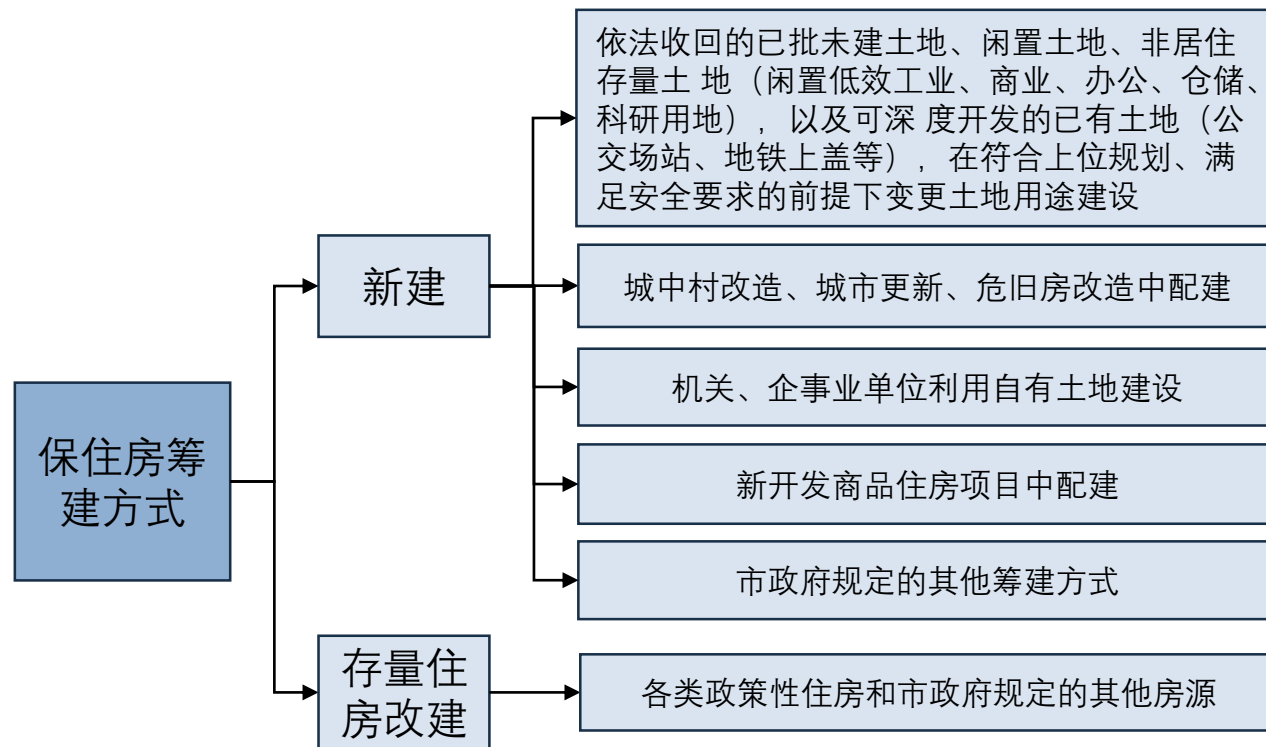 依法收回的已批未建土地、闲置土地、非居住
存量土 地（闲置低效工业、商业、办公、仓储、
科研用地），以及可深 度开发的已有土地（公
交场站、地铁上盖等），在符合上位规划、满
足安全要求的前提下变更土地用途建设
新建
城中村改造、城市更新、危旧房改造中配建
机关、企事业单位利用自有土地建设
保住房筹
建方式
新开发商品住房项目中配建
市政府规定的其他筹建方式
存量住
房改建
各类政策性住房和市政府规定的其他房源